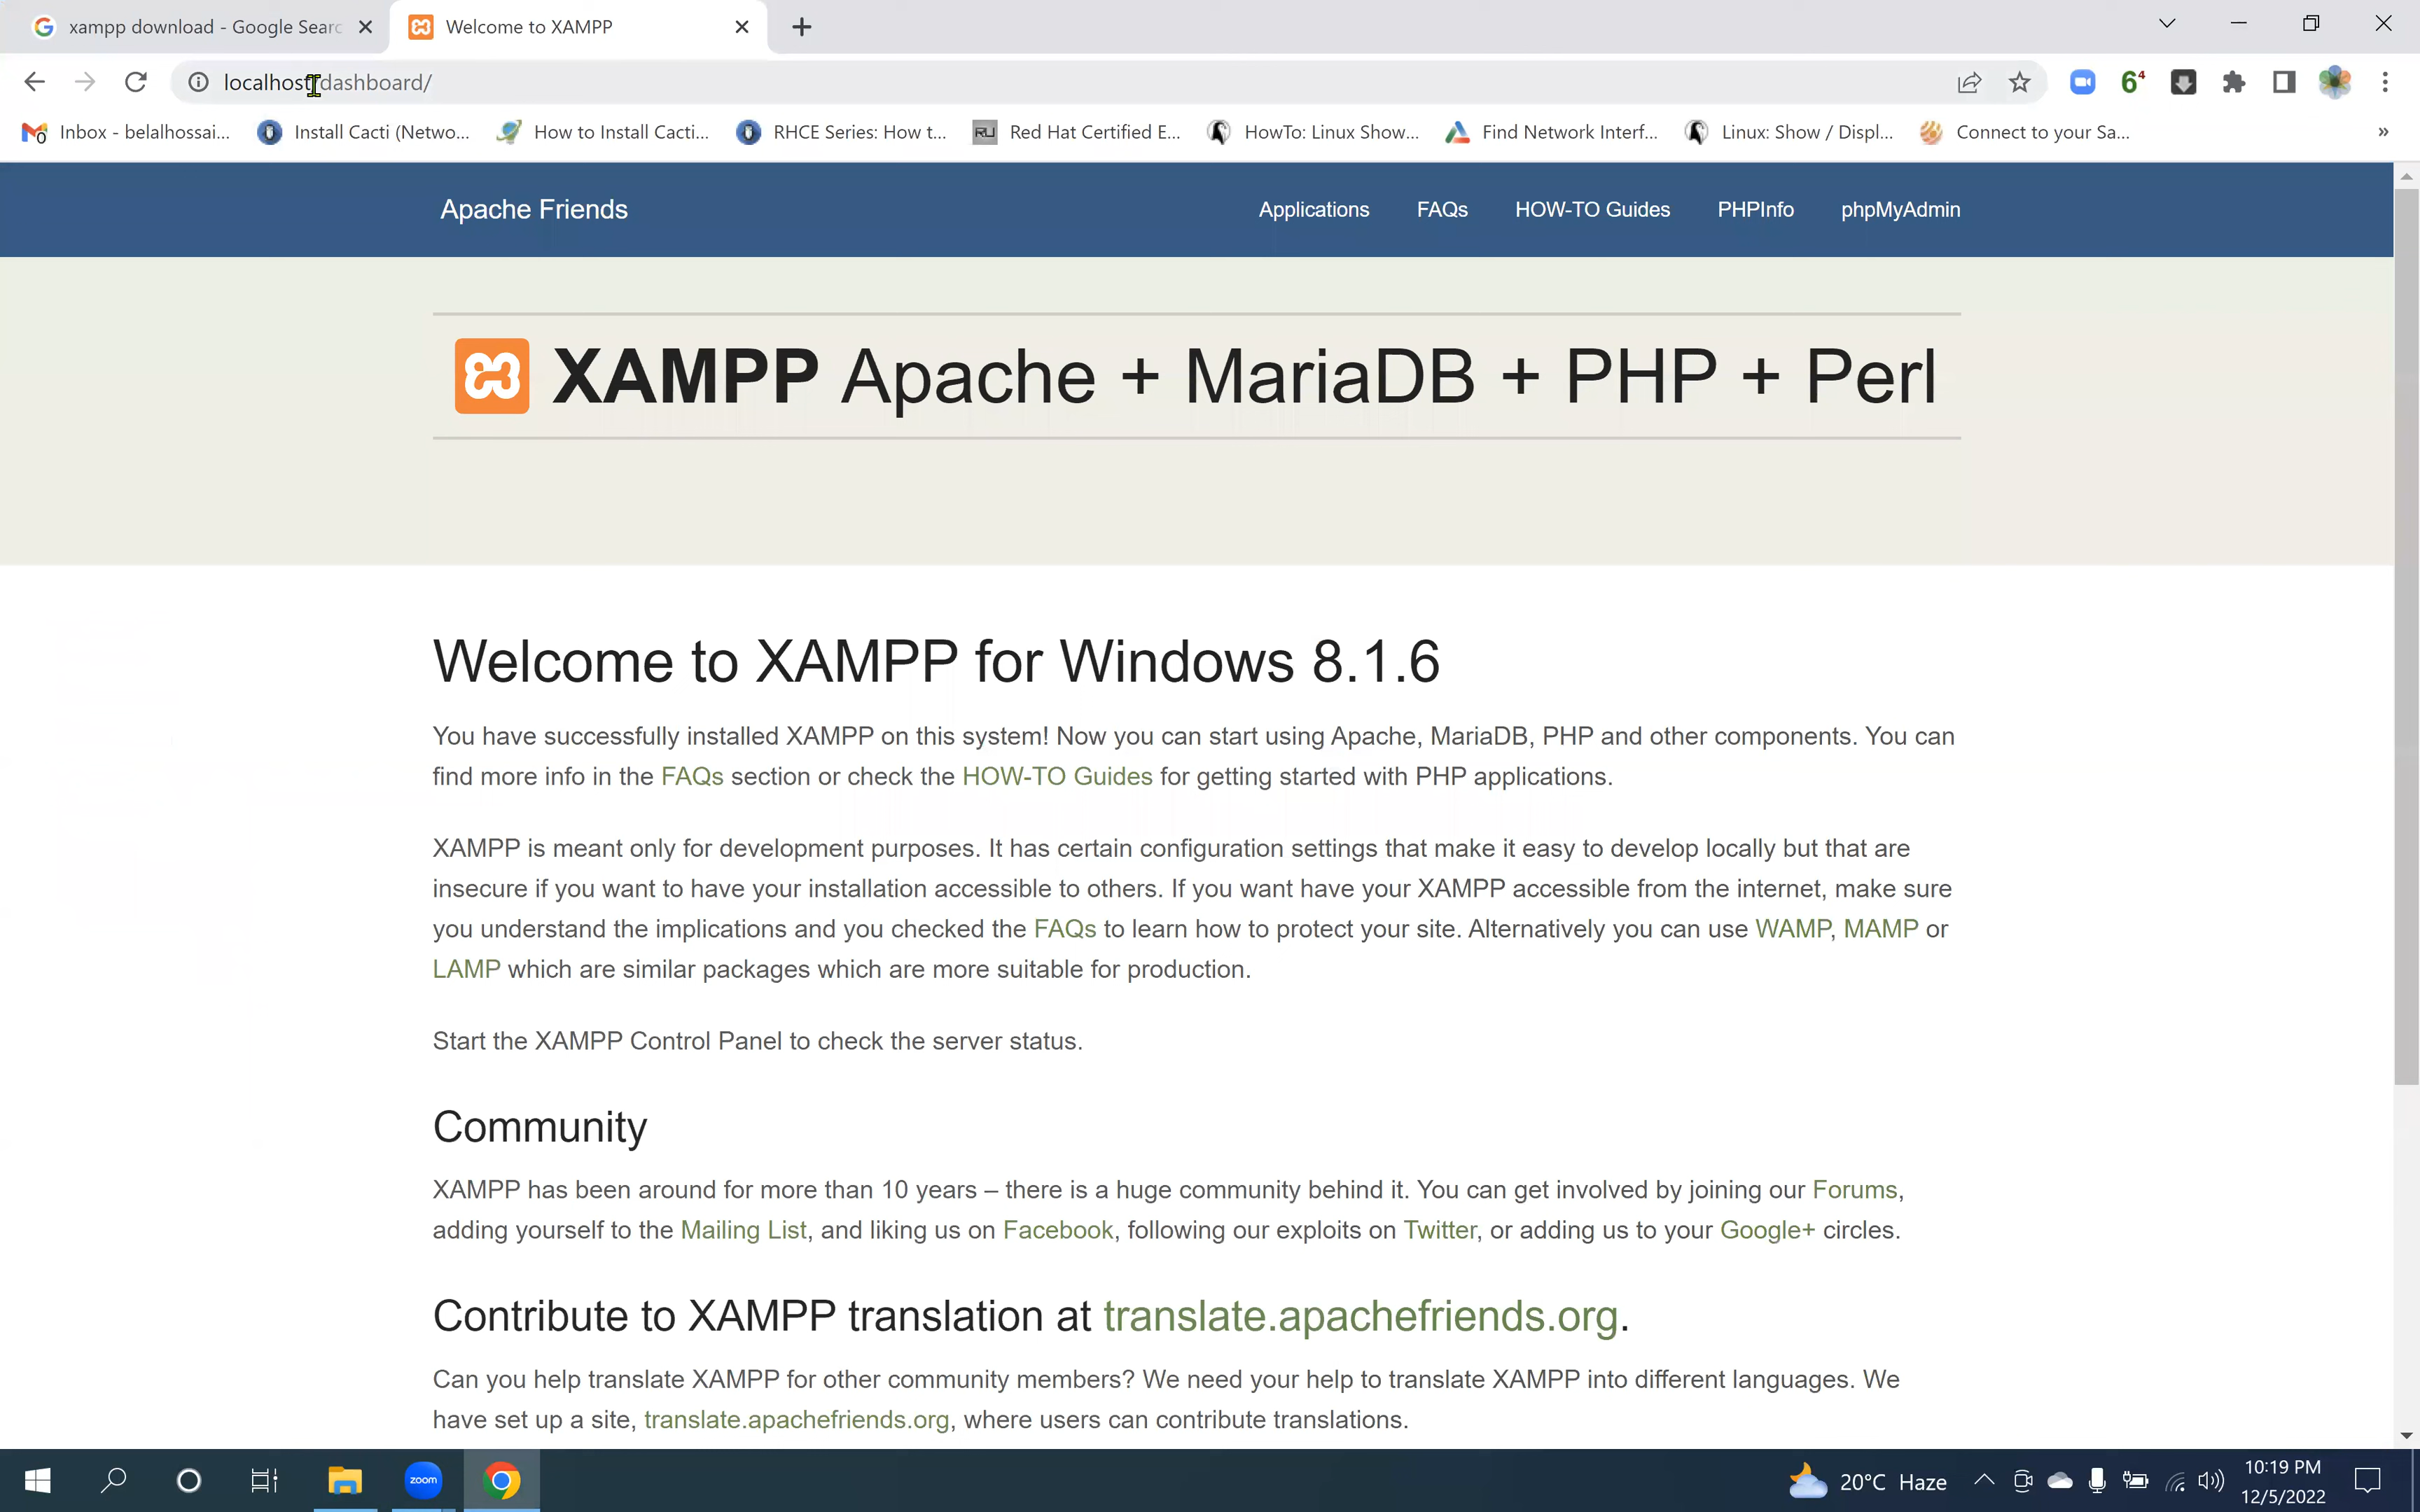 xampp download - Google Searc
Welcome to XAMPP
localhost/dashboard/
6⁴
Inbox - belalhossai...
Install Cacti (Netwo...
How to Install Cacti...
RHCE Series: How t...
RU
Red Hat Certified E...
HowTo: Linux Show...
Find Network Interf...
Linux: Show / Displ...
Connect to your Sa...
»
Apache Friends
Applications
FAQs
HOW-TO Guides
PHPInfo
phpMyAdmin
XAMPP Apache + MariaDB + PHP + Perl
Welcome to XAMPP for Windows 8.1.6
You have successfully installed XAMPP on this system! Now you can start using Apache, MariaDB, PHP and other components. You can
find more info in the FAQs section or check the HOW-TO Guides for getting started with PHP applications.
XAMPP is meant only for development purposes. It has certain configuration settings that make it easy to develop locally but that are
insecure if you want to have your installation accessible to others. If you want have your XAMPP accessible from the internet, make sure
you understand the implications and you checked the FAQs to learn how to protect your site. Alternatively you can use WAMP, MAMP or
LAMP which are similar packages which are more suitable for production.
Start the XAMPP Control Panel to check the server status.
Community
XAMPP has been around for more than 10 years – there is a huge community behind it. You can get involved by joining our Forums,
adding yourself to the Mailing List, and liking us on Facebook, following our exploits on Twitter, or adding us to your Google+ circles.
Contribute to XAMPP translation at translate.apachefriends.org.
Can you help translate XAMPP for other community members? We need your help to translate XAMPP into different languages. We
have set up a site, translate.apachefriends.org, where users can contribute translations.
zoom
20°C Haze
10:19 PM
12/5/2022